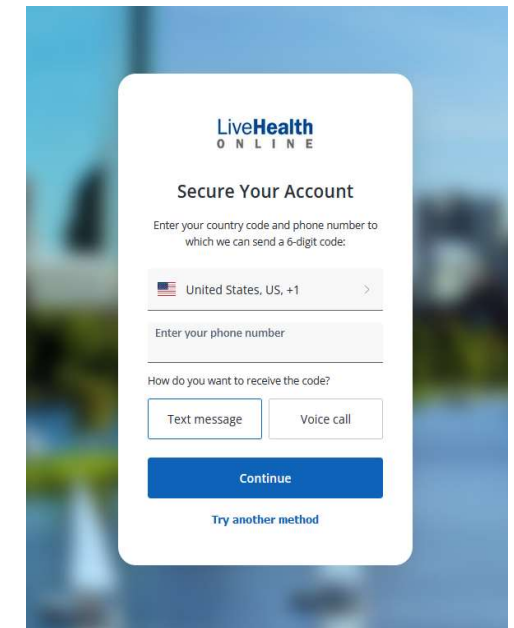 LiveHealth
ONLINE
Secure Your Account
Enter your country code and phone number to
which we can send a 6-digit code:
United States, US, +1
Enter your phone number
How do you want to receive the code?
Text message
Voice call
Continue
Try another method